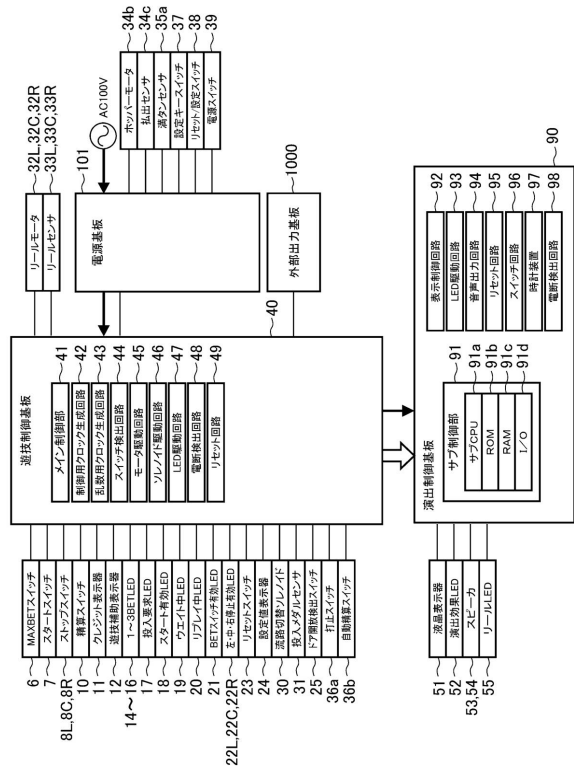 32L,32C,32R
リールモータ
33L,33C,33R
リールセンサ
AC100V
101
電源基板
34b
ホッパーモータ
34c
払出センサ
35a
満タンセンサ
37
設定キースイッチ
38
リセット/設定スイッチ
39
電源スイッチ
1000
外部出力基板
40
遊技制御基板
メイン制御部
41
制御用クロック生成回路
42
乱数用クロック生成回路
43
スイッチ検出回路
44
モータ駆動回路
45
ソレノイド駆動回路
46
LED駆動回路
47
電断検出回路
48
リセット回路
49
6
MAXBETスイッチ
7
スタートスイッチ
8L,8C,8R
ストップスイッチ
10
精算スイッチ
11
クレジット表示器
12
遊技補助表示器
14〜16
1〜3BETLED
17
投入要求LED
18
スタート有効LED
19
ウエイト中LED
20
リプレイ中LED
21
BETスイッチ有効LED
22L,22C,22R
左・中・右停止有効LED
23
リセットスイッチ
24
設定値表示器
30
流路切替ソレノイド
31
投入メダルセンサ
25
ドア開放検出スイッチ
36a
打止スイッチ
36b
自動精算スイッチ
90
演出制御基板
91
サブ制御部
サブCPU
91a
ROM
91b
RAM
91c
I/O
91d
表示制御回路
92
LED駆動回路
93
音声出力回路
94
リセット回路
95
スイッチ回路
96
時計装置
97
電断検出回路
98
51
液晶表示器
52
演出効果LED
53,54
スピーカ
55
リールLED